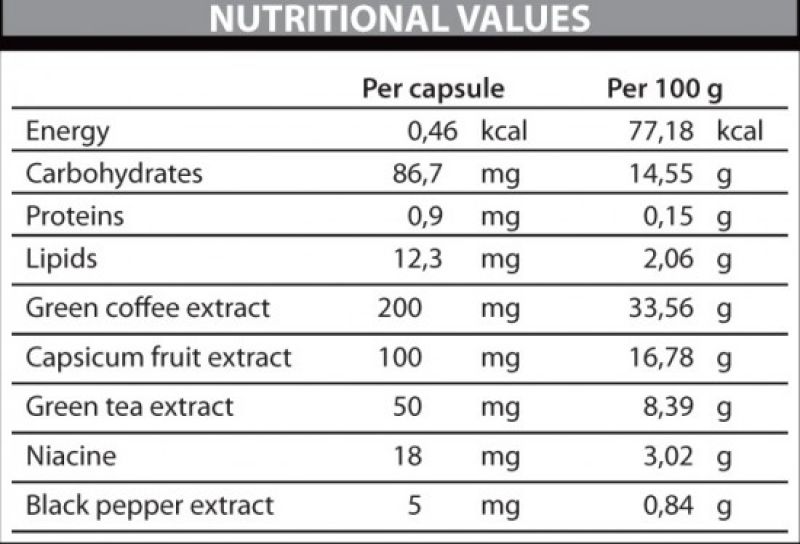 NUTRITIONAL VALUES
Per capsule Per 100 g
Energy 0,46 kcal 77,18 kcal
Carbohydrates 86,7 mg 14,55 g
Proteins 0,9 mg 0,15 g
Lipids 12,3 mg 2,06 g
Green coffee extract 200 mg 33,56 g
Capsicum fruit extract 100 mg 16,78 g
Green tea extract 50 mg 8,39 g
Niacine 18 mg 3,02 g
Black pepper extract 5 mg 0,84 g